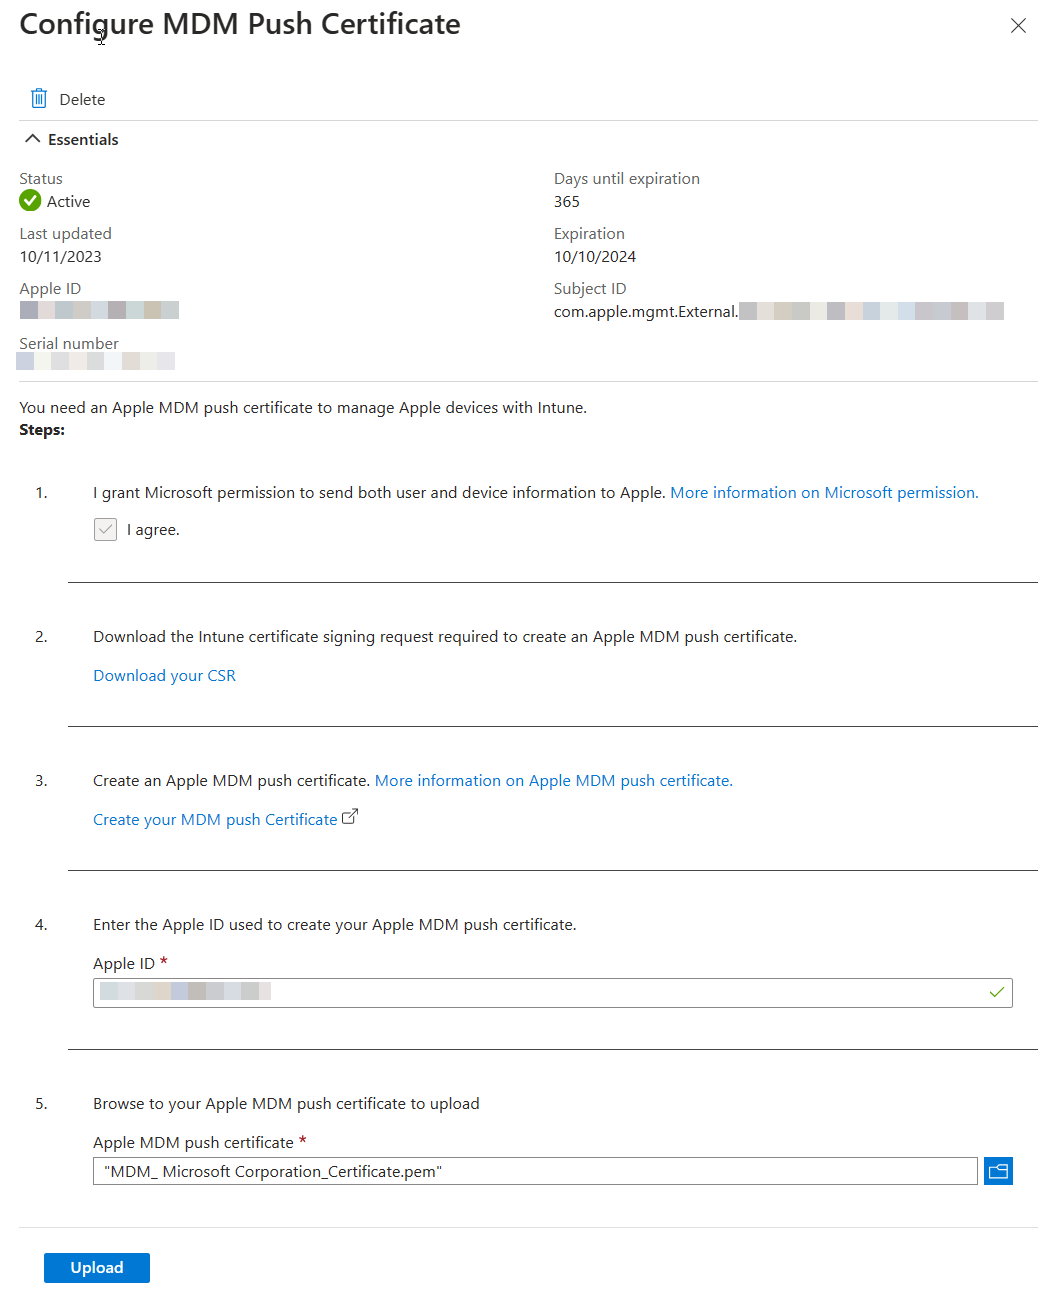 Configure MDM Push Certificate
Delete
Essentials
Status
Active
Days until expiration
365
Last updated
10/11/2023
Expiration
10/10/2024
Apple ID
Subject ID
com.apple.mgmt.External.
Serial number
You need an Apple MDM push certificate to manage Apple devices with Intune.
Steps:
1. I grant Microsoft permission to send both user and device information to Apple. More information on Microsoft permission.
I agree.
2. Download the Intune certificate signing request required to create an Apple MDM push certificate.
Download your CSR
3. Create an Apple MDM push certificate. More information on Apple MDM push certificate.
Create your MDM push Certificate
4. Enter the Apple ID used to create your Apple MDM push certificate.
Apple ID *
5. Browse to your Apple MDM push certificate to upload
Apple MDM push certificate *
"MDM_ Microsoft Corporation_Certificate.pem"
Upload